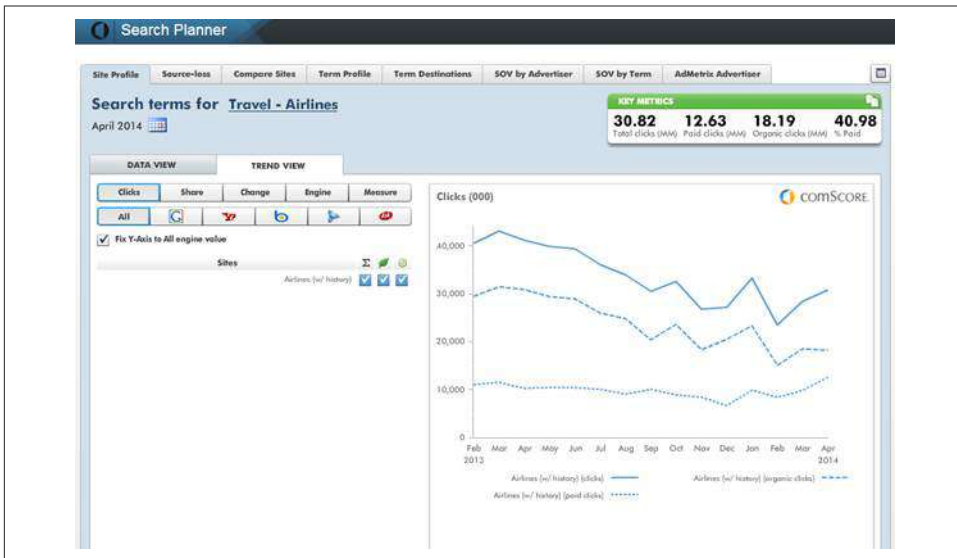 Search Planner
Site Profile Source-loss Compare Sites Term Profile Term Destinations SOV by Advertiser SOV by Term AdMetrix Advertiser
Search terms for Travel - Airlines
April 2014
KEY METRICS
30.82 12.63 18.19 40.98
Total clicks (MM) Paid clicks (MM) Organic clicks (MM) % Paid
DATA VIEW TREND VIEW
Clicks Share Change Engine Measure
All
Fix Y-Axis to All engine value
Sites Σ
Airlines (w/ history)
Clicks (000)
comSCORE
40,000
30,000
20,000
10,000
0
Feb Mar Apr May Jun Jul Aug Sep Oct Nov Dec Jan Feb Mar Apr
2013 2014
Airlines (w/ history) (clicks) Airlines (w/ history) (organic clicks)
Airlines (w/ history) (paid clicks)